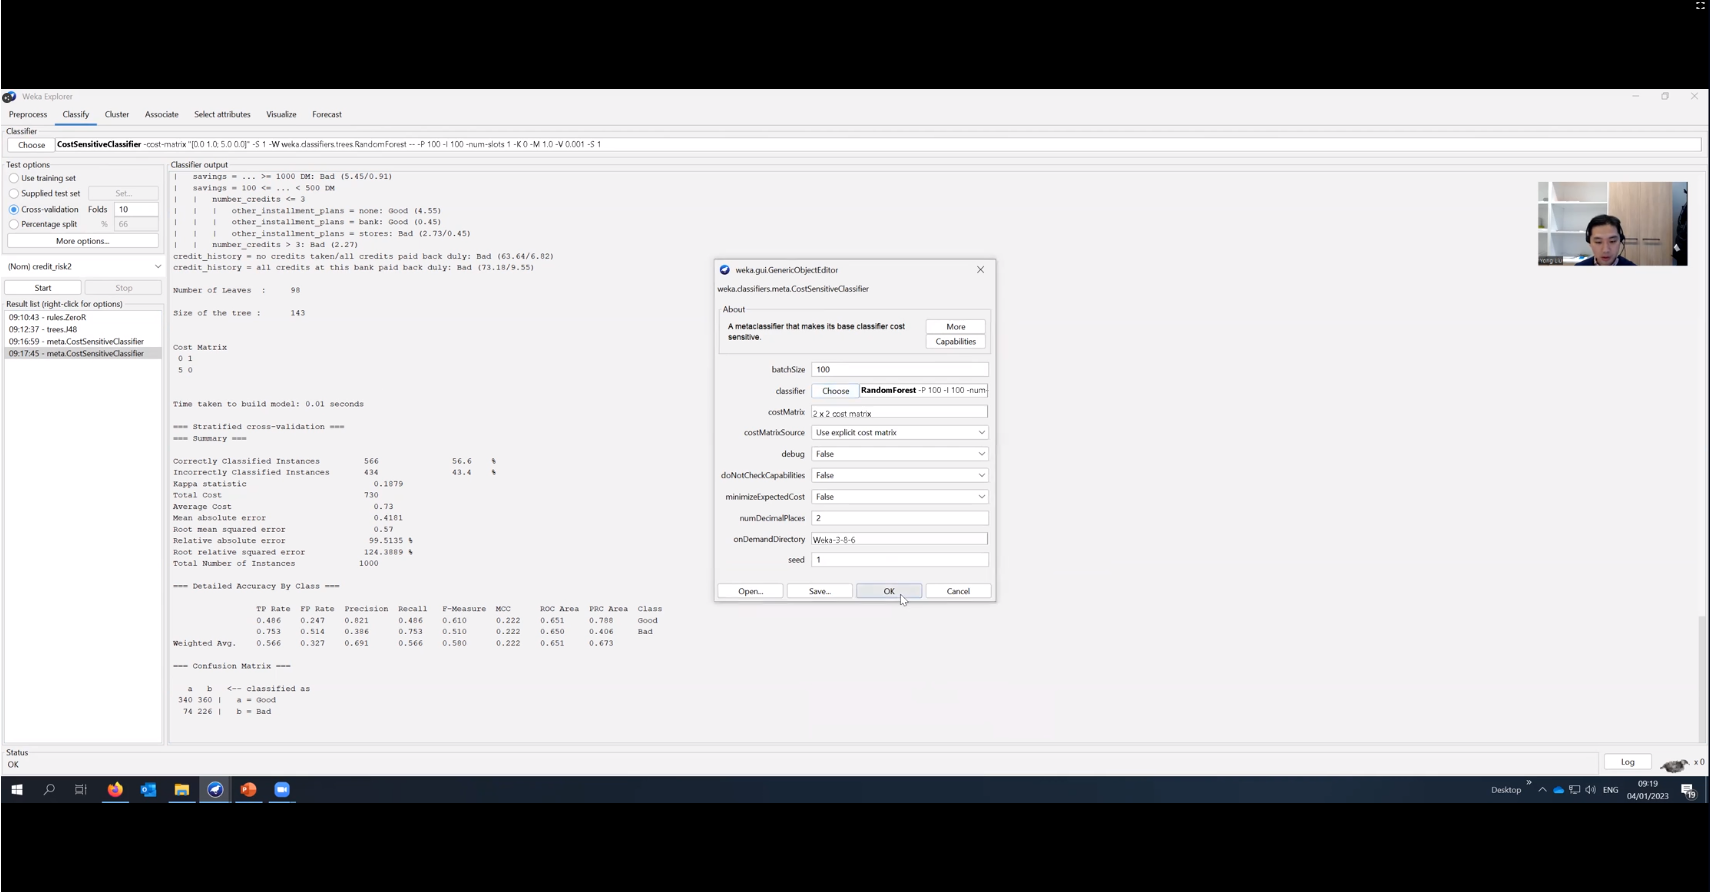 Weka Explorer
Preprocess Classify Cluster Associate Select attributes Visualize Forecast
Classifier
Choose CostSensitiveClassifier -cost-matrix "[0.0 1.0; 5.0 0.0]" -S 1 -W weka.classifiers.trees.RandomForest -- -P 100 -I 100 -num-slots 1 -K 0 -M 1.0 -V 0.001 -S 1
Test options
Use training set
Supplied test set Set...
Cross-validation Folds 10
Percentage split % 66
More options...
(Nom) credit_risk2
Start Stop
Result list (right-click for options)
09:10:43 - rules.ZeroR
09:12:37 - trees.J48
09:16:59 - meta.CostSensitiveClassifier
09:17:45 - meta.CostSensitiveClassifier
Classifier output
| savings = ... >= 1000 DM: Bad (5.45/0.91)
| savings = 100 <= ... < 500 DM
| | number_credits <= 3
| | | other_installment_plans = none: Good (4.55)
| | | other_installment_plans = bank: Good (0.45)
| | | other_installment_plans = stores: Bad (2.73/0.45)
| | number_credits > 3: Bad (2.27)
credit_history = no credits taken/all credits paid back duly: Bad (63.64/6.82)
credit_history = all credits at this bank paid back duly: Bad (73.18/9.55)
Number of Leaves : 98
Size of the tree : 143
Cost Matrix
0 1
5 0
Time taken to build model: 0.01 seconds
=== Stratified cross-validation ===
=== Summary ===
Correctly Classified Instances 566 56.6 %
Incorrectly Classified Instances 434 43.4 %
Kappa statistic 0.1879
Total Cost 730
Average Cost 0.73
Mean absolute error 0.4181
Root mean squared error 0.57
Relative absolute error 99.5135 %
Root relative squared error 124.3889 %
Total Number of Instances 1000
=== Detailed Accuracy By Class ===
TP Rate FP Rate Precision Recall F-Measure MCC ROC Area PRC Area Class
0.486 0.247 0.821 0.486 0.610 0.222 0.651 0.788 Good
0.753 0.514 0.386 0.753 0.510 0.222 0.650 0.406 Bad
Weighted Avg. 0.566 0.327 0.691 0.566 0.580 0.222 0.651 0.673
=== Confusion Matrix ===
a b <-- classified as
340 360 | a = Good
74 226 | b = Bad
weka.gui.GenericObjectEditor
weka.classifiers.meta.CostSensitiveClassifier
About
A metaclassifier that makes its base classifier cost
sensitive.
More
Capabilities
batchSize 100
classifier Choose RandomForest -P 100 -I 100 -num-
costMatrix 2 x 2 cost matrix
costMatrixSource Use explicit cost matrix
debug False
doNotCheckCapabilities False
minimizeExpectedCost False
numDecimalPlaces 2
onDemandDirectory Weka-3-8-6
seed 1
Open... Save... OK Cancel
Status
OK
Log x 0
Desktop ENG 09:19
04/01/2023
19